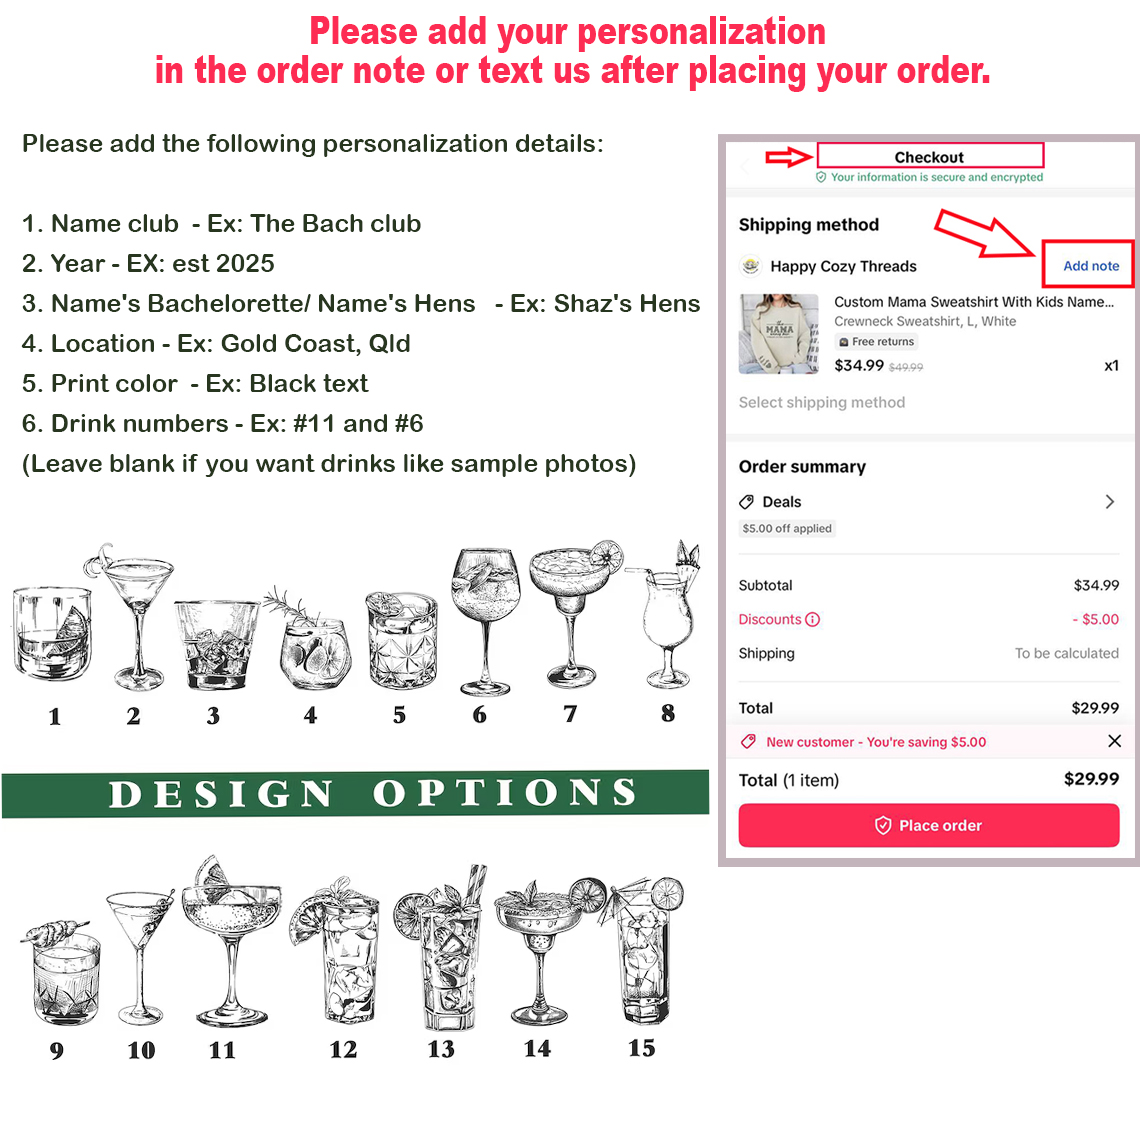 Please add your personalization
in the order note or text us after placing your order.
Please add the following personalization details:
1. Name club - Ex: The Bach club
2. Year - EX: est 2025
3. Name's Bachelorette/ Name's Hens - Ex: Shaz's Hens
4. Location - Ex: Gold Coast, Qld
5. Print color - Ex: Black text
6. Drink numbers - Ex: #11 and #6
(Leave blank if you want drinks like sample photos)
1 2 3 4 5 6 7 8
DESIGN OPTIONS
9 10 11 12 13 14 15
Checkout
Your information is secure and encrypted
Shipping method
Happy Cozy Threads
Add note
Custom Mama Sweatshirt With Kids Name...
Crewneck Sweatshirt, L, White
MAMA
Free returns
$34.99 $49.99 x1
Select shipping method
Order summary
Deals
$5.00 off applied
Subtotal $34.99
Discounts - $5.00
Shipping To be calculated
Total $29.99
New customer - You're saving $5.00
Total (1 item) $29.99
Place order